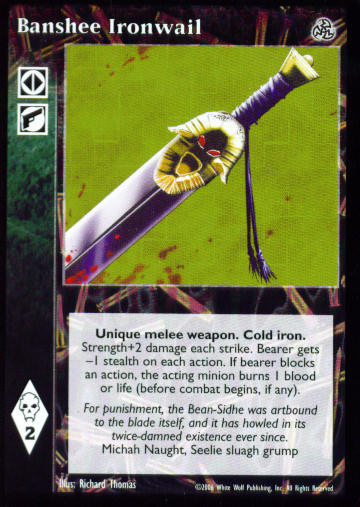 Banshee Ironwail
Unique melee weapon. Cold iron.
Strength+2 damage each strike. Bearer gets
–1 stealth on each action. If bearer blocks
an action, the acting minion burns 1 blood
or life (before combat begins, if any).
For punishment, the Bean-Sidhe was artbound
to the blade itself, and it has howled in its
twice-damned existence ever since.
Michah Naught, Seelie sluagh grump
2
Illus: Richard Thomas
©2006 White Wolf Publishing, Inc. All Rights Reserved